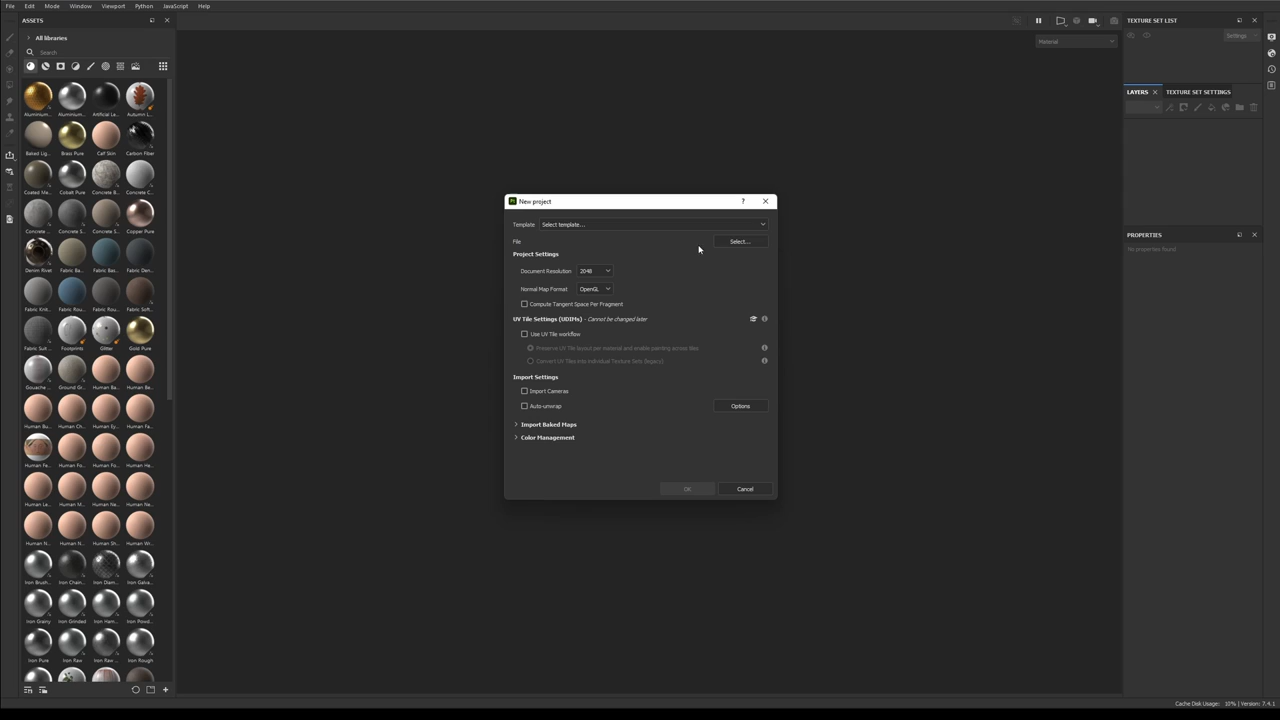 File Edit Mode Window Viewport Python JavaScript Help
ASSETS
All libraries
Search
Aluminium... Aluminium... Artificial Le... Autumn L...
Baked Lig... Brass Pure Calf Skin Carbon Fiber
Coated Me... Cobalt Pure Concrete B... Concrete C...
Concrete ... Concrete S... Concrete S... Copper Pure
Denim Rivet Fabric Ba... Fabric Bas... Fabric Den...
Fabric Knit... Fabric Rou... Fabric Rou... Fabric Soft...
Fabric Suit ... Footprints Glitter Gold Pure
Gouache ... Ground Gr... Human Ba... Human Be...
Human Bu... Human Ch... Human Ey... Human Fa...
Human Fe... Human Fo... Human Fo... Human He...
Human Le... Human M... Human Ne... Human Ne...
Human N... Human N... Human Sh... Human Wr...
Iron Brush... Iron Chain... Iron Diam... Iron Galva...
Iron Grainy Iron Grinded Iron Ham... Iron Powd...
Iron Pure Iron Raw Iron Raw ... Iron Rough
Material
Pt New project ?
Template Select template...
File Select...
Project Settings
Document Resolution 2048
Normal Map Format OpenGL
Compute Tangent Space Per Fragment
UV Tile Settings (UDIMs) - Cannot be changed later
Use UV Tile workflow
Preserve UV Tile layout per material and enable painting across tiles
Convert UV Tiles into individual Texture Sets (legacy)
Import Settings
Import Cameras
Auto-unwrap Options
Import Baked Maps
Color Management
OK Cancel
TEXTURE SET LIST
Settings
LAYERS TEXTURE SET SETTINGS
PROPERTIES
No properties found
Cache Disk Usage: 10% | Version: 7.4.1